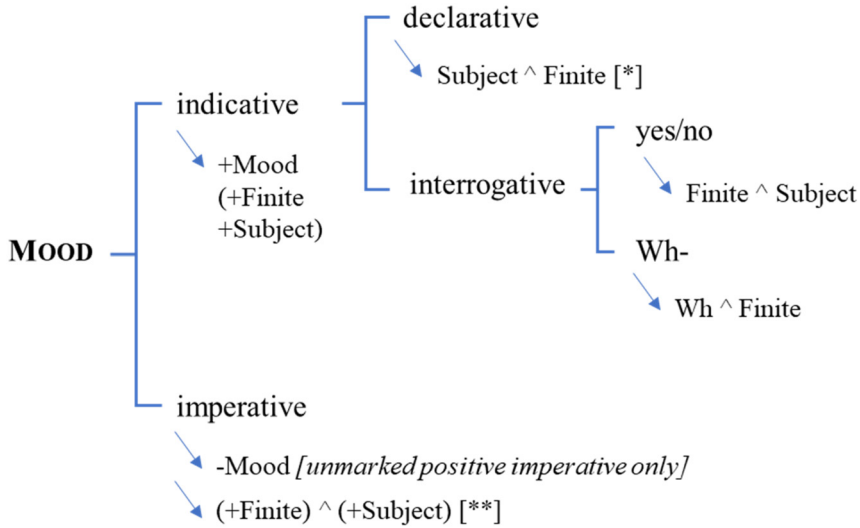 declarative
Subject ^ Finite [*]
indicative
+Mood
(+Finite
+Subject)
yes/no
Finite ^ Subject
interrogative
Wh-
Wh ^ Finite
MOOD
imperative
-Mood [unmarked positive imperative only]
(+Finite) ^ (+Subject) [**]